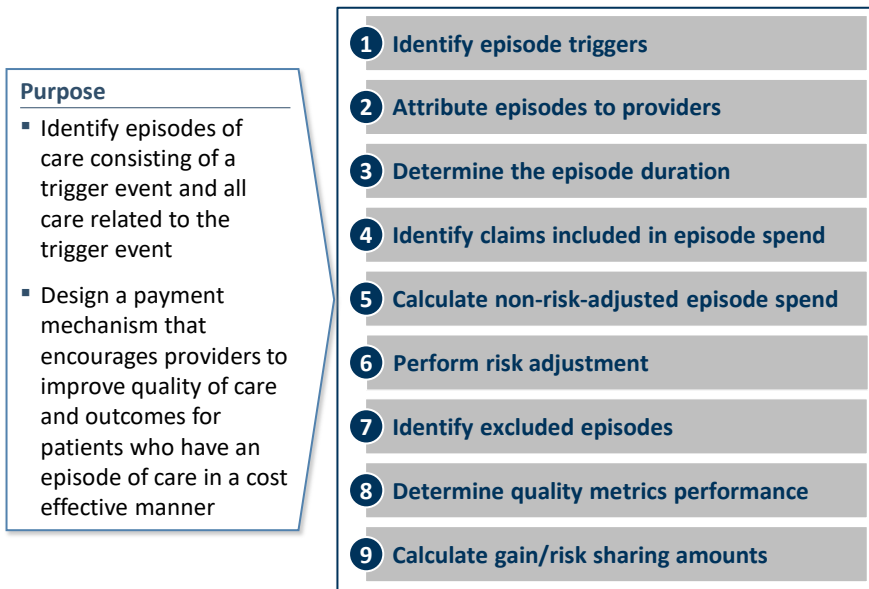 Purpose
▪ Identify episodes of
care consisting of a
trigger event and all
care related to the
trigger event
▪ Design a payment
mechanism that
encourages providers to
improve quality of care
and outcomes for
patients who have an
episode of care in a cost
effective manner
1 Identify episode triggers
2 Attribute episodes to providers
3 Determine the episode duration
4 Identify claims included in episode spend
5 Calculate non-risk-adjusted episode spend
6 Perform risk adjustment
7 Identify excluded episodes
8 Determine quality metrics performance
9 Calculate gain/risk sharing amounts